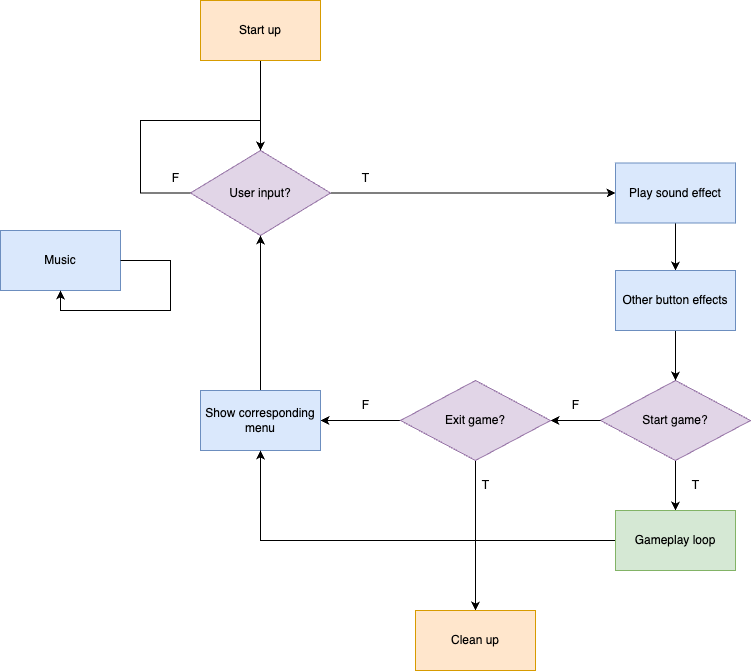 Start up
F
T
User input?
Play sound effect
Music
Other button effects
F
F
Show corresponding
menu
Exit game?
Start game?
T
T
Gameplay loop
Clean up